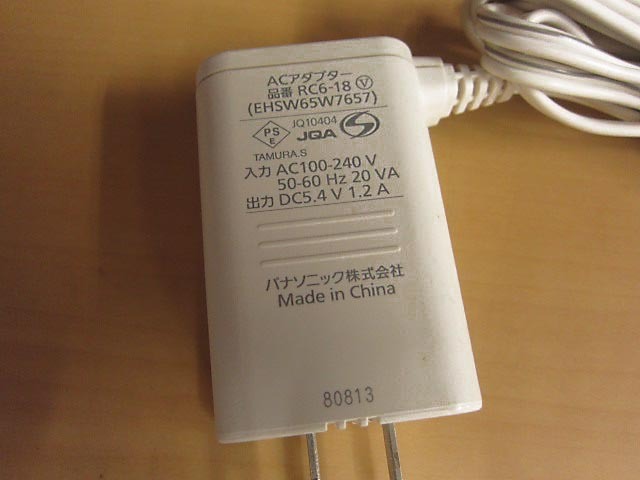 ACアダプター
品番 RC6-18 Ⓥ
(EHSW65W7657)
PS
E
JQ10404
JQA
S
TAMURA.S
入力 AC100-240 V
50-60 Hz 20 VA
出力 DC5.4 V 1.2 A
パナソニック株式会社
Made in China
80813